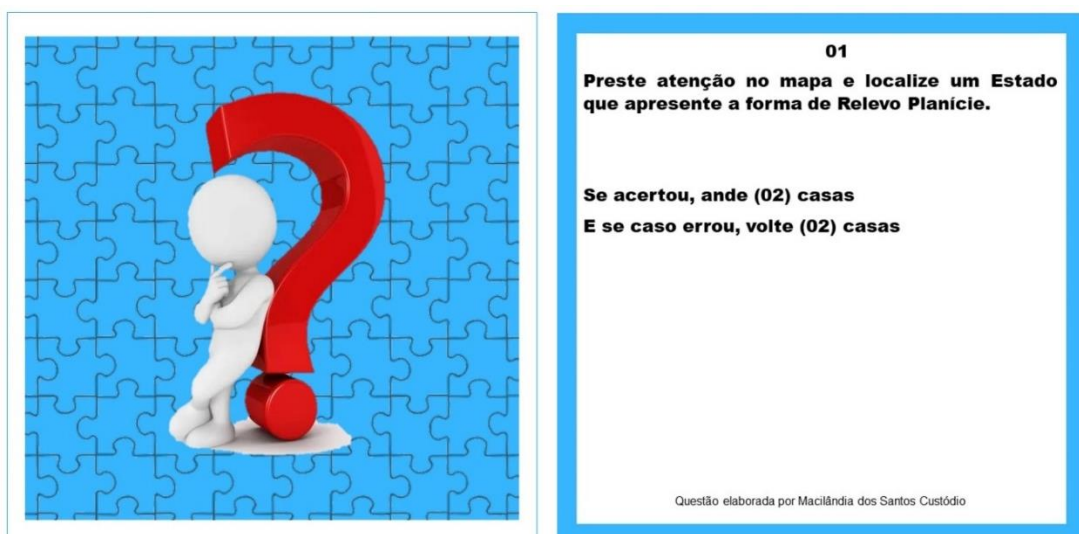 01
Preste atenção no mapa e localize um Estado
que apresente a forma de Relevo Planície.
Se acertou, ande (02) casas
E se caso errou, volte (02) casas
Questão elaborada por Macilândia dos Santos Custódio